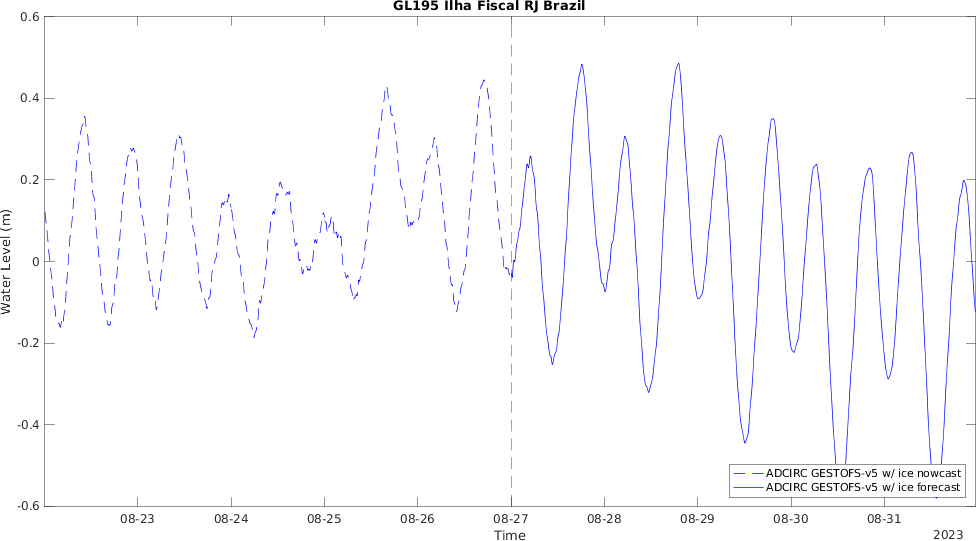 GL195 Ilha Fiscal RJ Brazil
0.6
0.4
0.2
0
-0.2
-0.4
-0.6
Water Level (m)
ADCIRC GESTOFS-v5 w/ ice nowcast
ADCIRC GESTOFS-v5 w/ ice forecast
08-23 08-24 08-25 08-26 08-27 08-28 08-29 08-30 08-31
Time
2023